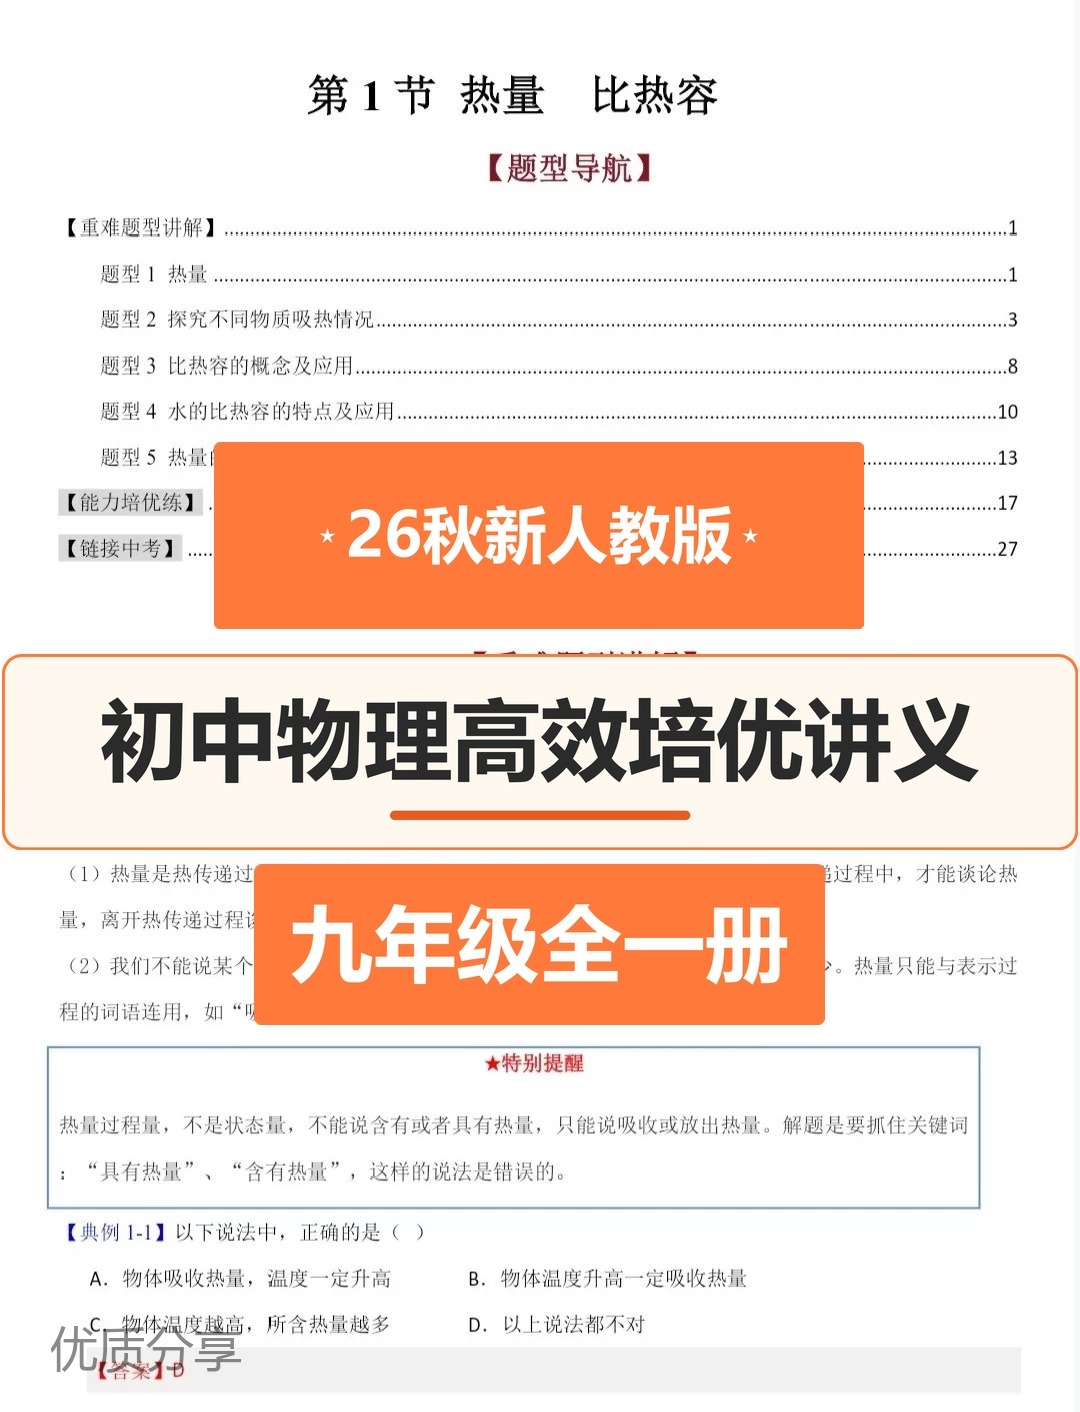 第 1 节 热量 比热容
【题型导航】
【重难题型讲解】........1
题型 1 热量........1
题型 2 探究不同物质吸热情况........3
题型 3 比热容的概念及应用........8
题型 4 水的比热容的特点及应用........10
题型 5 热量........13
【能力培优练】........17
【链接中考】........27
★26秋新人教版★
初中物理高效培优讲义
九年级全一册
（1）热量是热传递过 过程中，才能谈论热
量，离开热传递过程
（2）我们不能说某个 。热量只能与表示过
程的词语连用，如“
★特别提醒
热量过程量，不是状态量，不能说含有或者具有热量，只能说吸收或放出热量。解题是要抓住关键词
：“具有热量”、“含有热量”，这样的说法是错误的。
【典例 1-1】以下说法中，正确的是（ ）
A．物体吸收热量，温度一定升高 B．物体温度升高一定吸收热量
C．物体温度越高，所含热量越多 D．以上说法都不对
优质分享
【答案】D